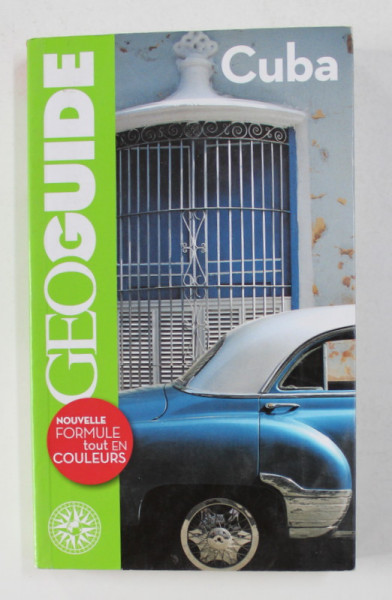 Cuba
GEOGUIDE
NOUVELLE
FORMULE
tout EN
COULEURS